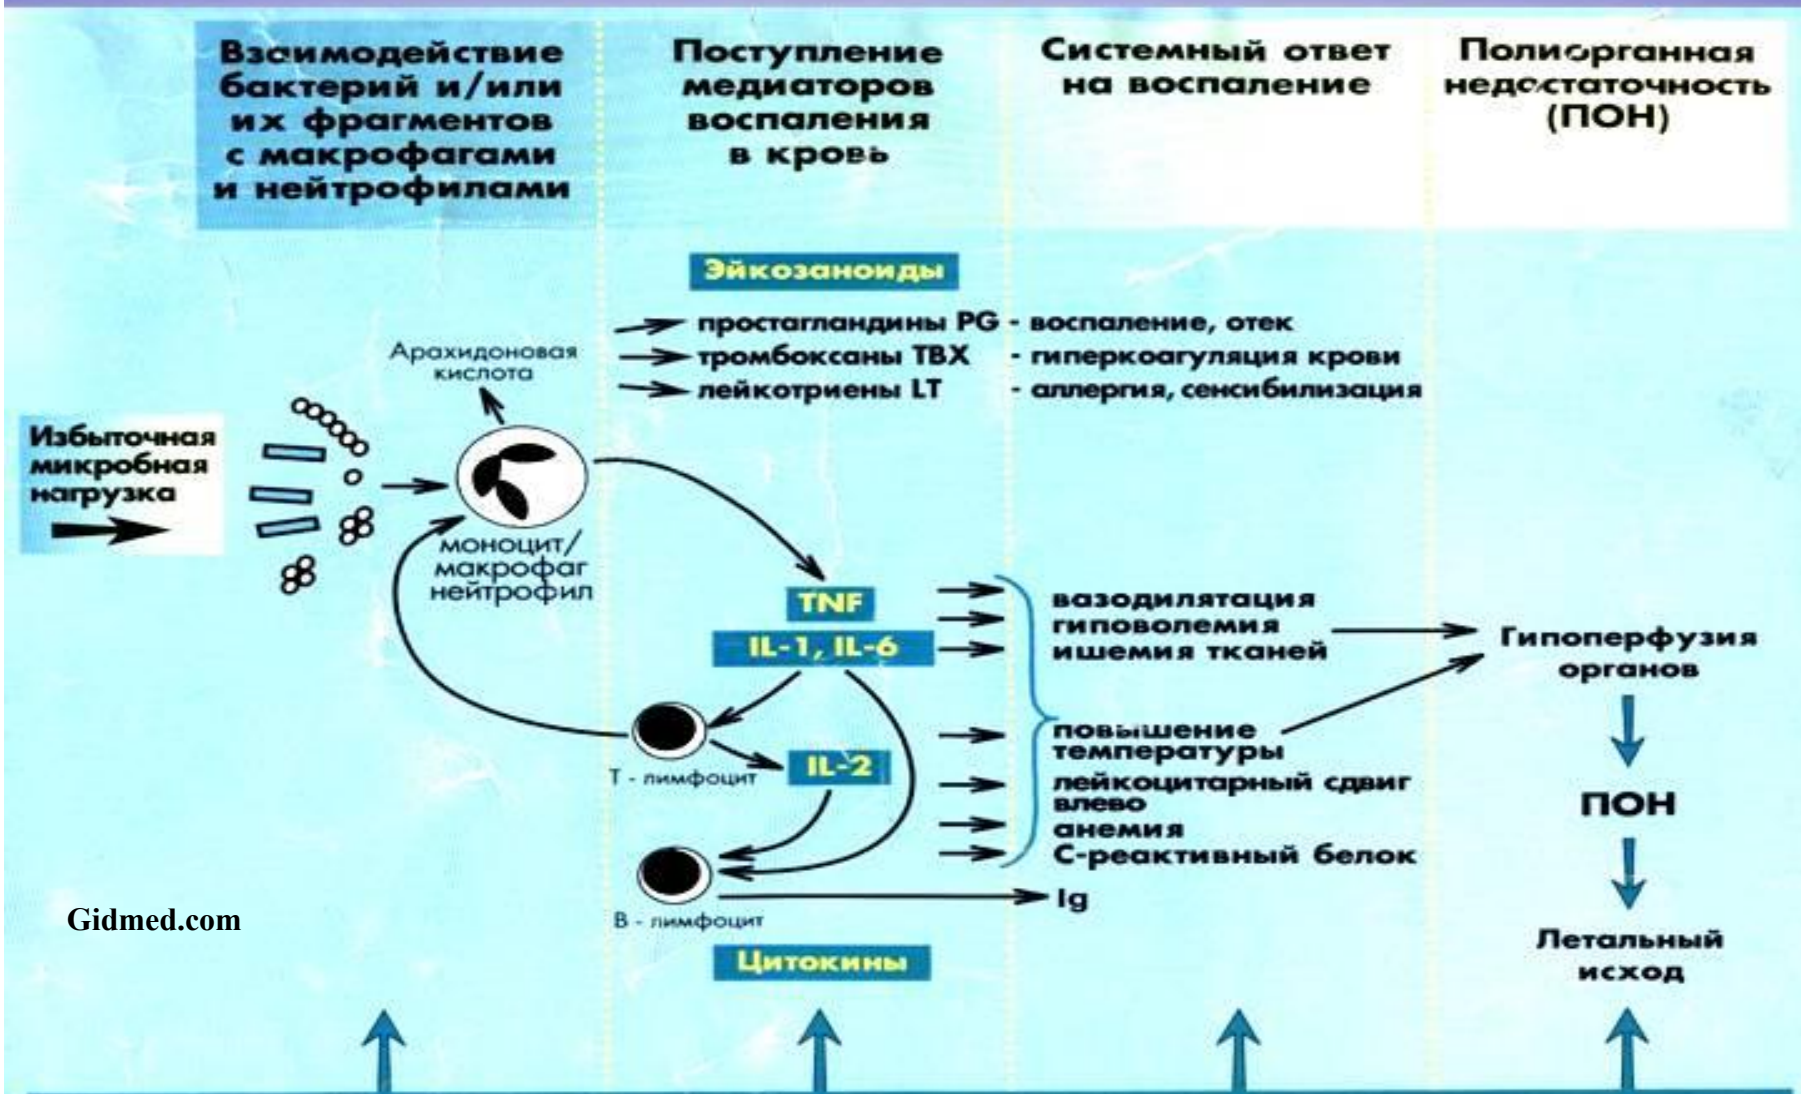 Взаимодействие
бактерий и/или
их фрагментов
с макрофагами
и нейтрофилами
Поступление
медиаторов
воспаления
в кровь
Системный ответ
на воспаление
Полиорганная
недостаточность
(ПОН)
Эйкозаноиды
простагландины PG - воспаление, отек
тромбоксаны TBX - гиперкоагуляция крови
лейкотриены LT - аллергия, сенсибилизация
Арахидоновая
кислота
Избыточная
микробная
нагрузка
моноцит/
макрофаг
нейтрофил
TNF
IL-1, IL-6
Т - лимфоцит
IL-2
В - лимфоцит
Цитокины
вазодилятация
гиповолемия
ишемия тканей
повышение
температуры
лейкоцитарный сдвиг
влево
анемия
С-реактивный белок
Ig
Гипоперфузия
органов
ПОН
Летальный
исход
Gidmed.com